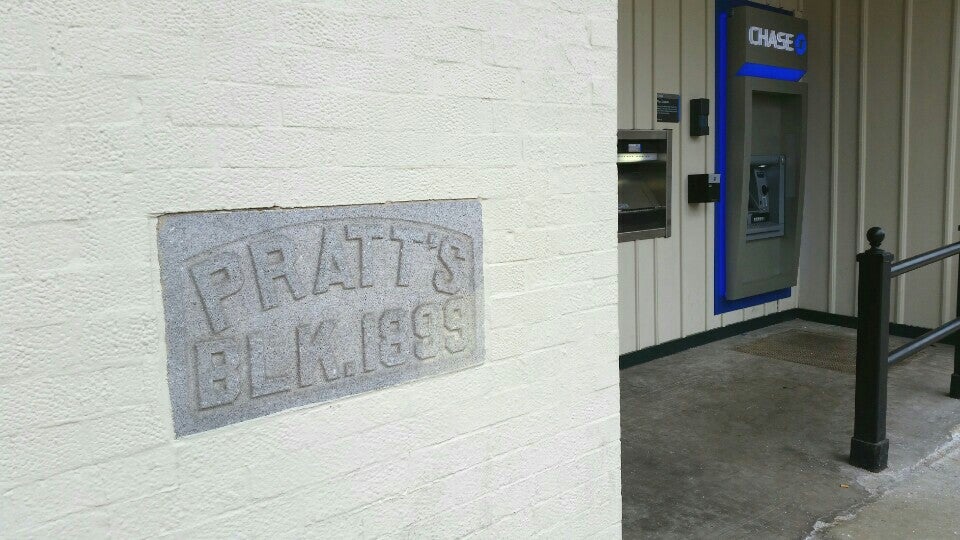 PRATT'S
BLK. 1899
CHASE